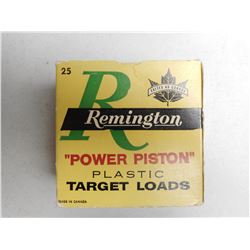 25
R
Remington
"POWER PISTON"
PLASTIC
TARGET LOADS
MADE IN CANADA